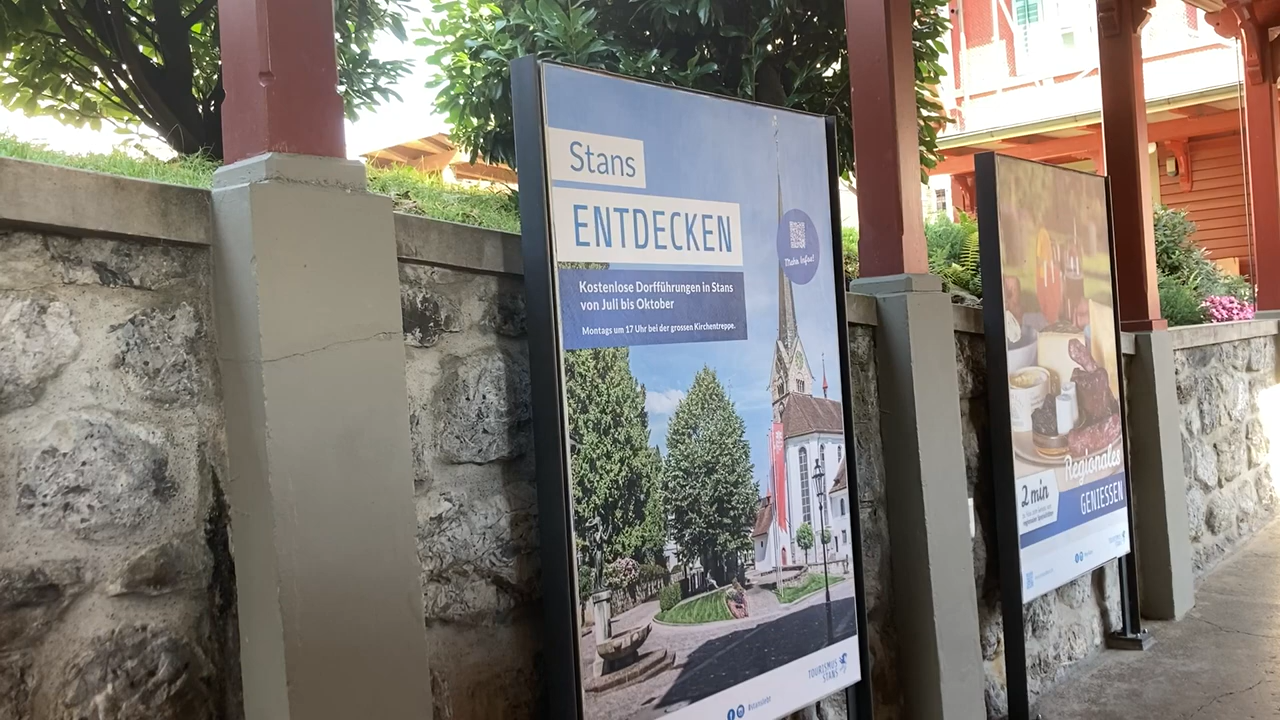 Stans
ENTDECKEN
Kostenlose Dorfführungen in Stans
von Juli bis Oktober
Montags um 17 Uhr bei der grossen Kirchentreppe.
Mehr Infos!
TOURISMUS
STANS
Regionales
GENIESSEN
2 min